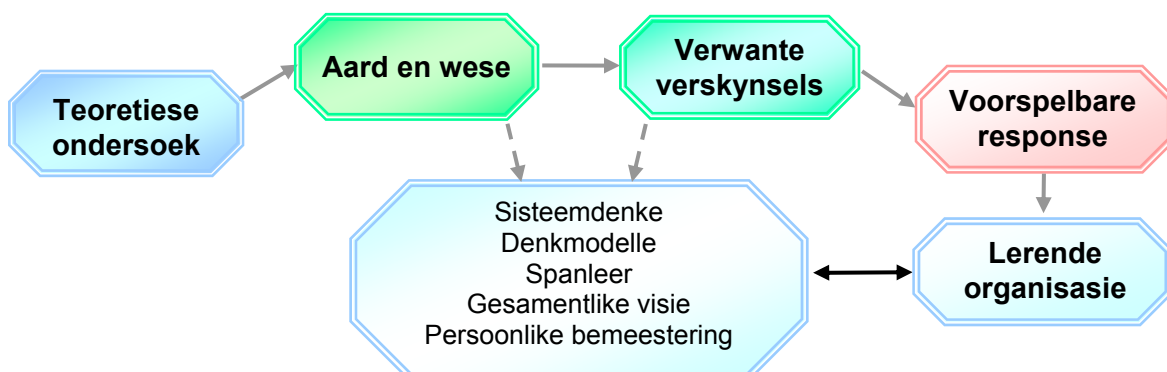 Teoretiese
ondersoek
Aard en wese
Verwante
verskynsels
Voorspelbare
response
Sisteemdenke
Denkmodelle
Spanleer
Gesamentlike visie
Persoonlike bemeestering
Lerende
organisasie